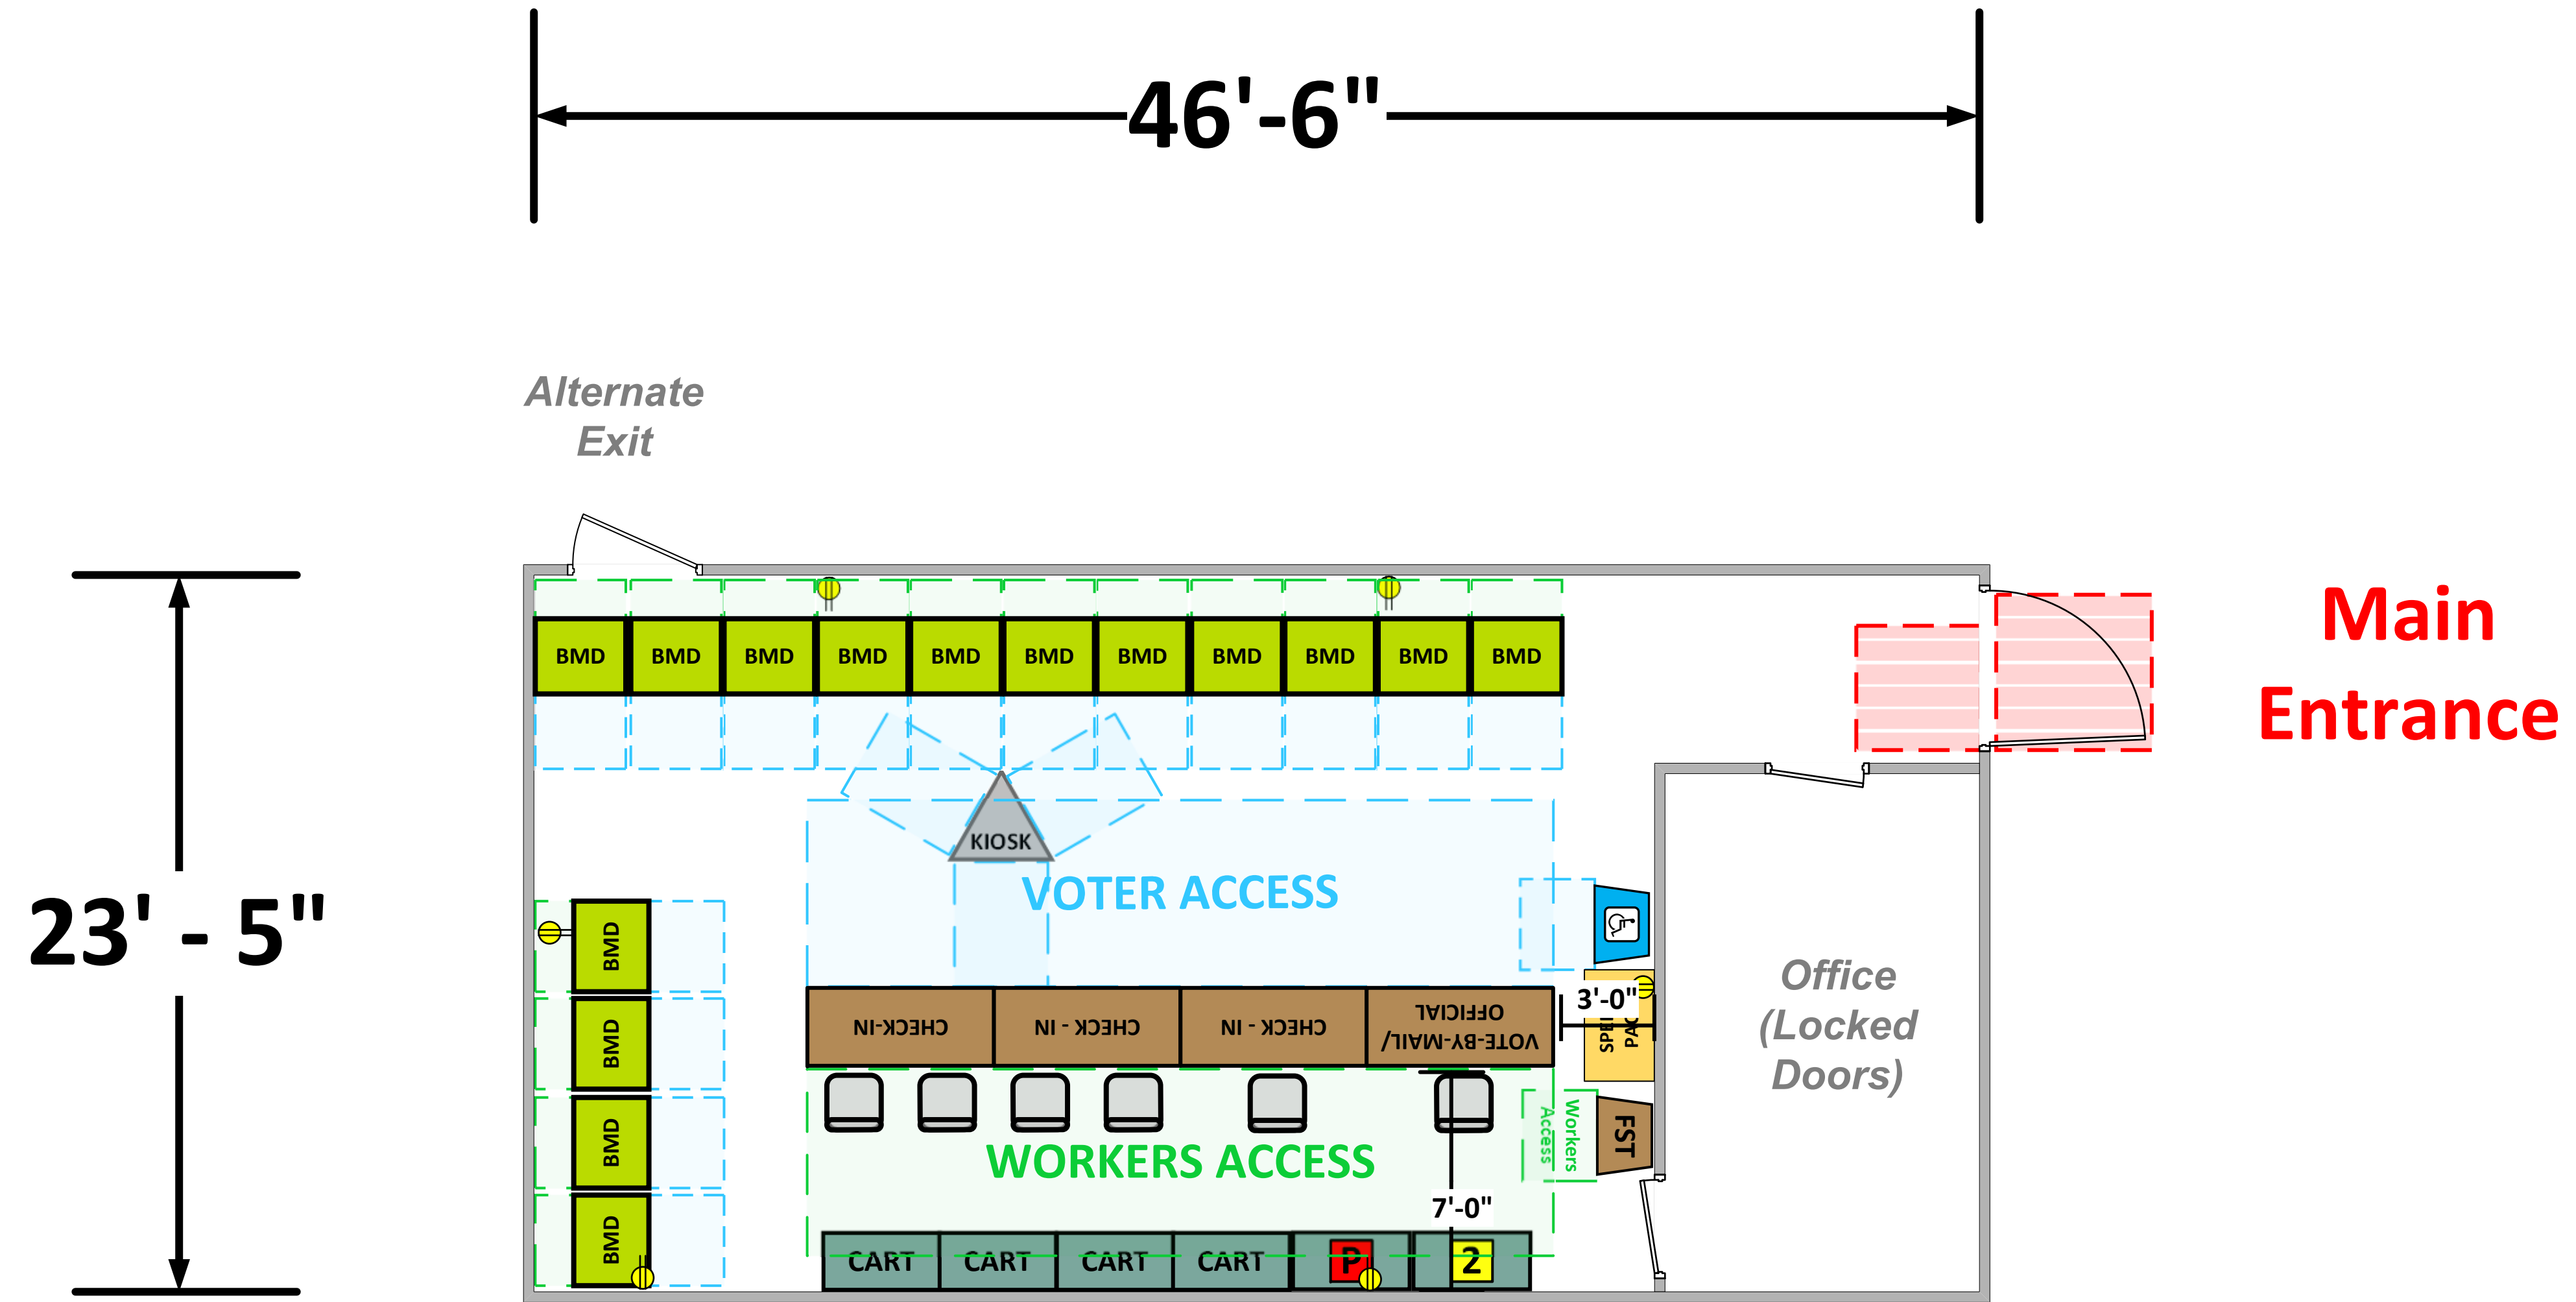 46'-6"
Alternate
Exit
Main
Entrance
BMD BMD BMD BMD BMD BMD BMD BMD BMD BMD BMD
KIOSK
VOTER ACCESS
23' - 5"
BMD
BMD
BMD
BMD
CHECK-IN
CHECK - IN
CHECK - IN
VOTE-BY-MAIL/
OFFICIAL
3'-0"
Office
(Locked
Doors)
Workers
Access
FST
WORKERS ACCESS
7'-0"
CART CART CART CART P 2